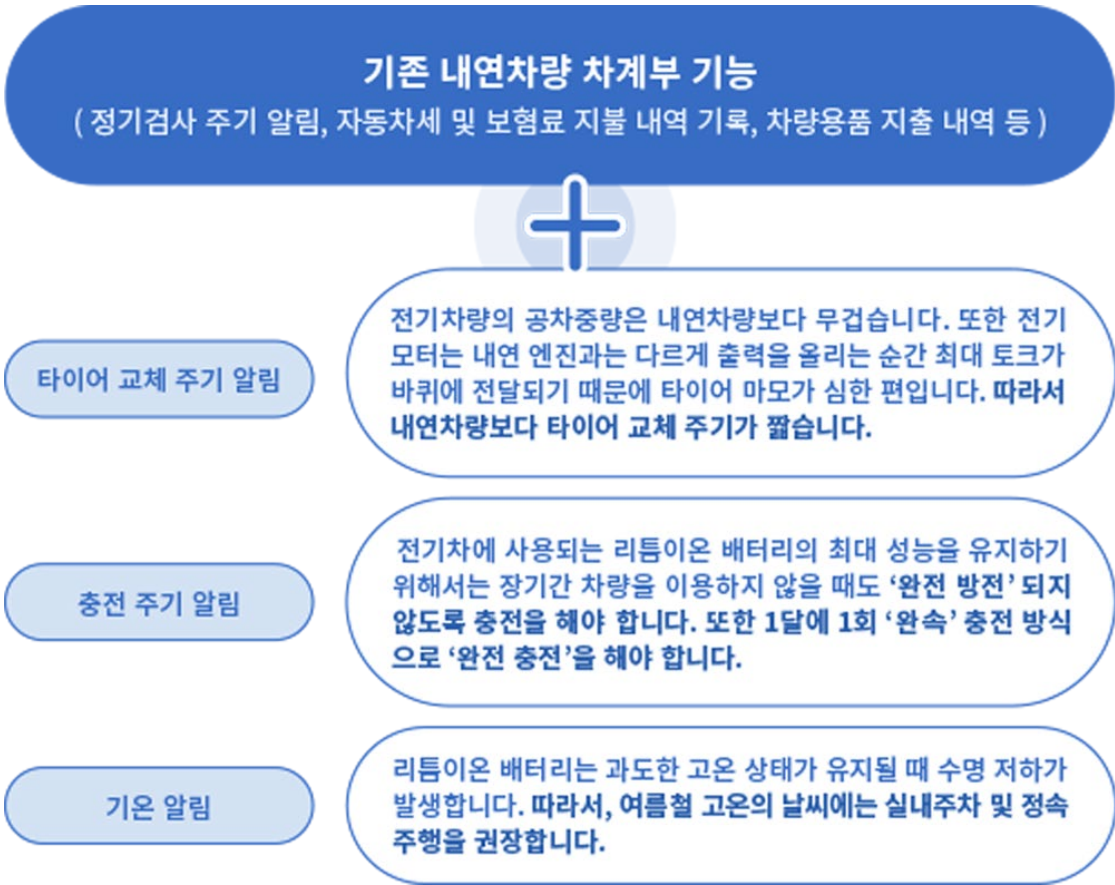 기존 내연차량 차계부 기능
( 정기검사 주기 알림, 자동차세 및 보험료 지불 내역 기록, 차량용품 지출 내역 등 )
타이어 교체 주기 알림
전기차량의 공차중량은 내연차량보다 무겁습니다. 또한 전기
모터는 내연 엔진과는 다르게 출력을 올리는 순간 최대 토크가
바퀴에 전달되기 때문에 타이어 마모가 심한 편입니다. 따라서
내연차량보다 타이어 교체 주기가 짧습니다.
충전 주기 알림
전기차에 사용되는 리튬이온 배터리의 최대 성능을 유지하기
위해서는 장기간 차량을 이용하지 않을 때도 ‘완전 방전’ 되지
않도록 충전을 해야 합니다. 또한 1달에 1회 ‘완속’ 충전 방식
으로 ‘완전 충전’을 해야 합니다.
기온 알림
리튬이온 배터리는 과도한 고온 상태가 유지될 때 수명 저하가
발생합니다. 따라서, 여름철 고온의 날씨에는 실내주차 및 정속
주행을 권장합니다.